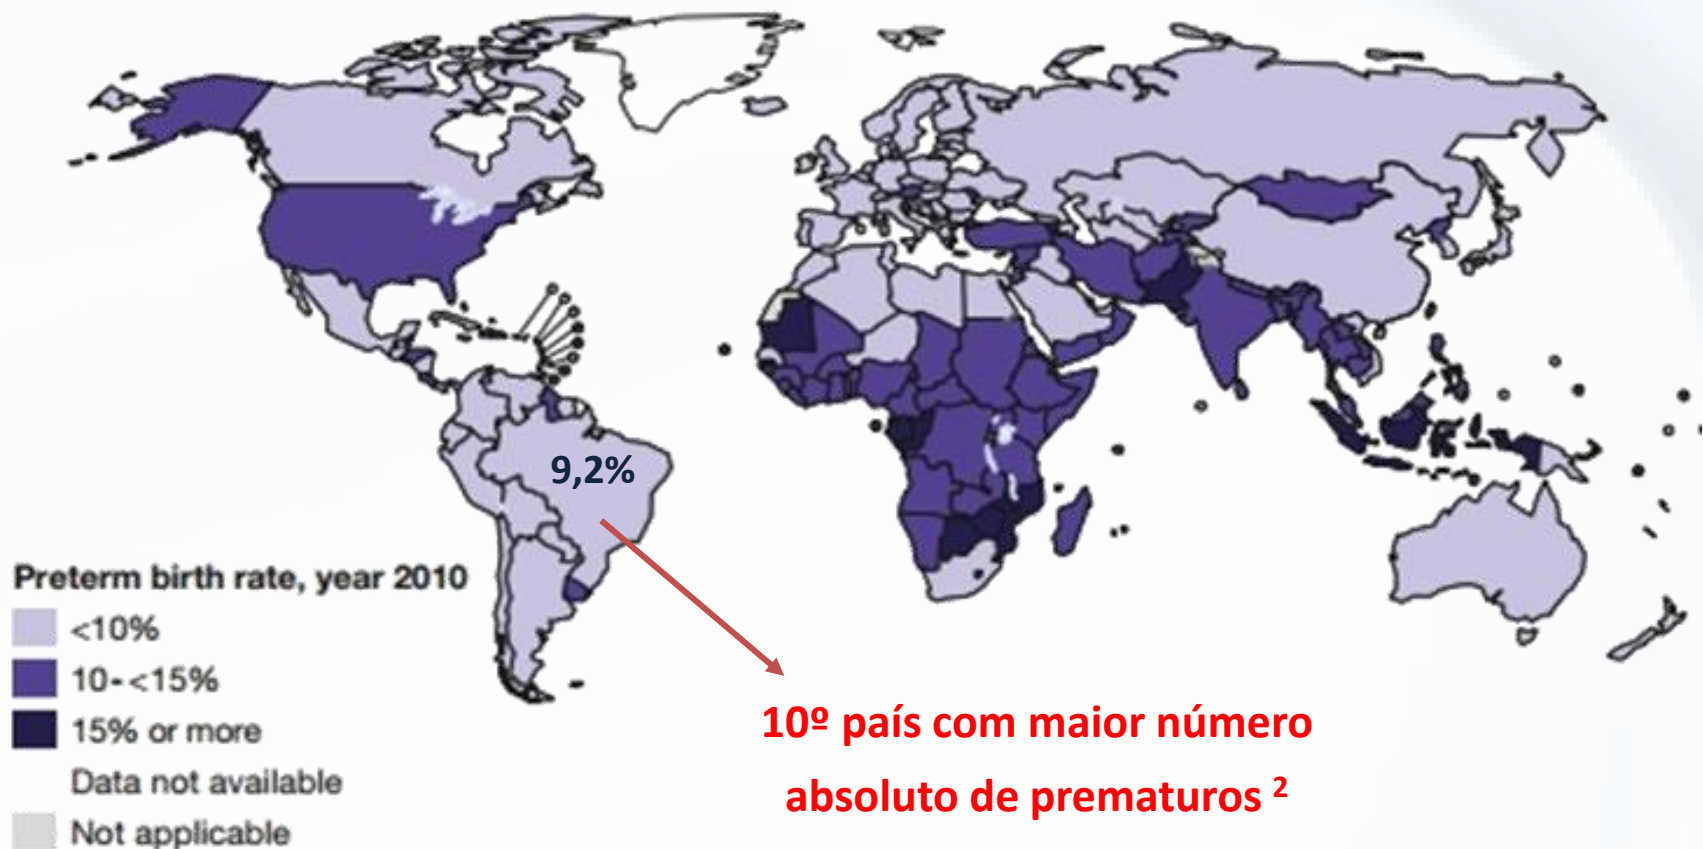 9,2%
Preterm birth rate, year 2010
<10%
10-<15%
15% or more
Data not available
Not applicable
10º país com maior número
absoluto de prematuros ²